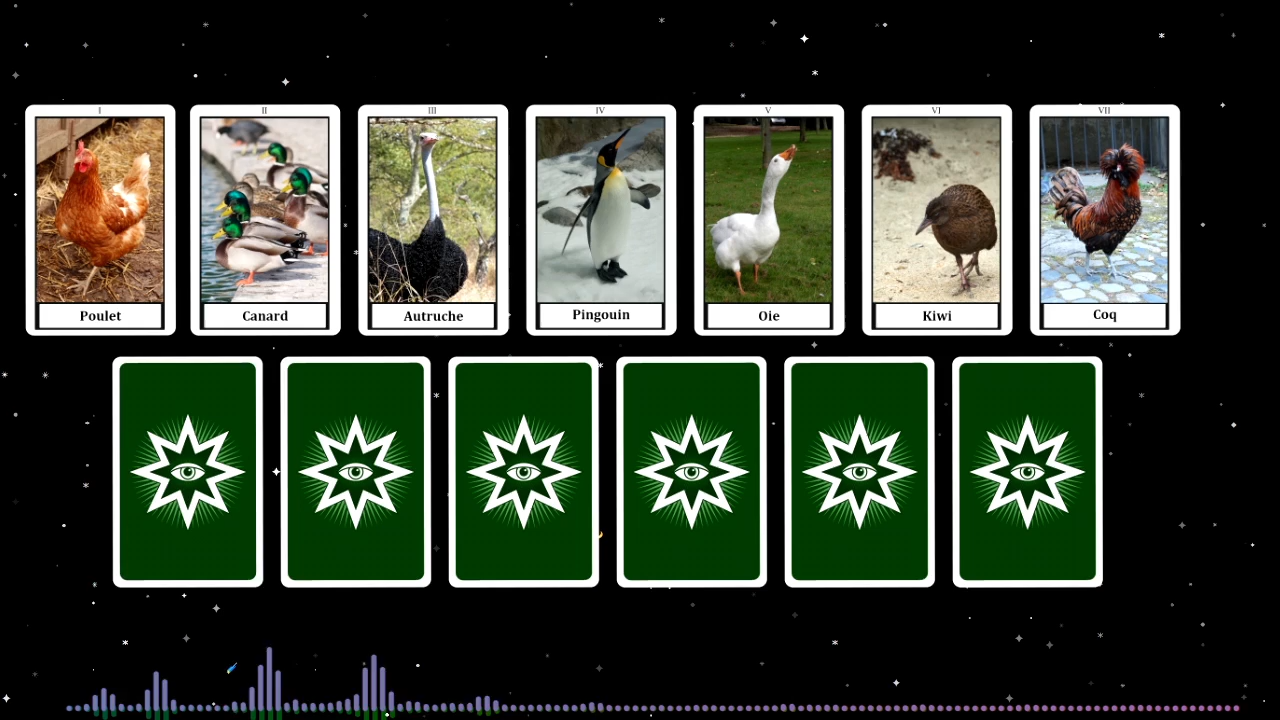 I
II
III
IV
V
VI
VII
Poulet
Canard
Autruche
Pingouin
Oie
Kiwi
Coq